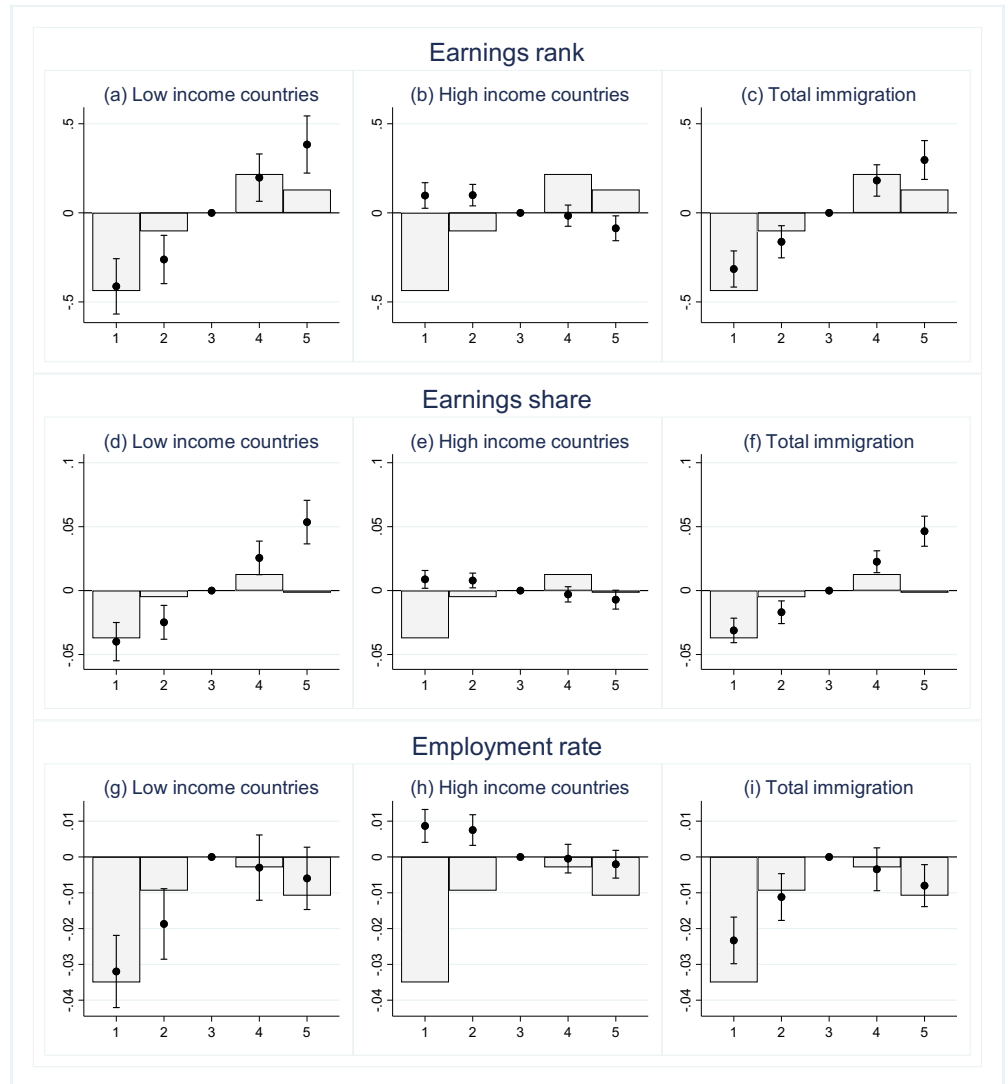 Earnings rank
(a) Low income countries
(b) High income countries
(c) Total immigration
.5
0
-.5
1 2 3 4 5
.5
0
-.5
1 2 3 4 5
.5
0
-.5
1 2 3 4 5
Earnings share
(d) Low income countries
(e) High income countries
(f) Total immigration
.1
.05
0
-.05
1 2 3 4 5
.1
.05
0
-.05
1 2 3 4 5
.1
.05
0
-.05
1 2 3 4 5
Employment rate
(g) Low income countries
(h) High income countries
(i) Total immigration
.01
0
-.01
-.02
-.03
-.04
1 2 3 4 5
.01
0
-.01
-.02
-.03
-.04
1 2 3 4 5
.01
0
-.01
-.02
-.03
-.04
1 2 3 4 5